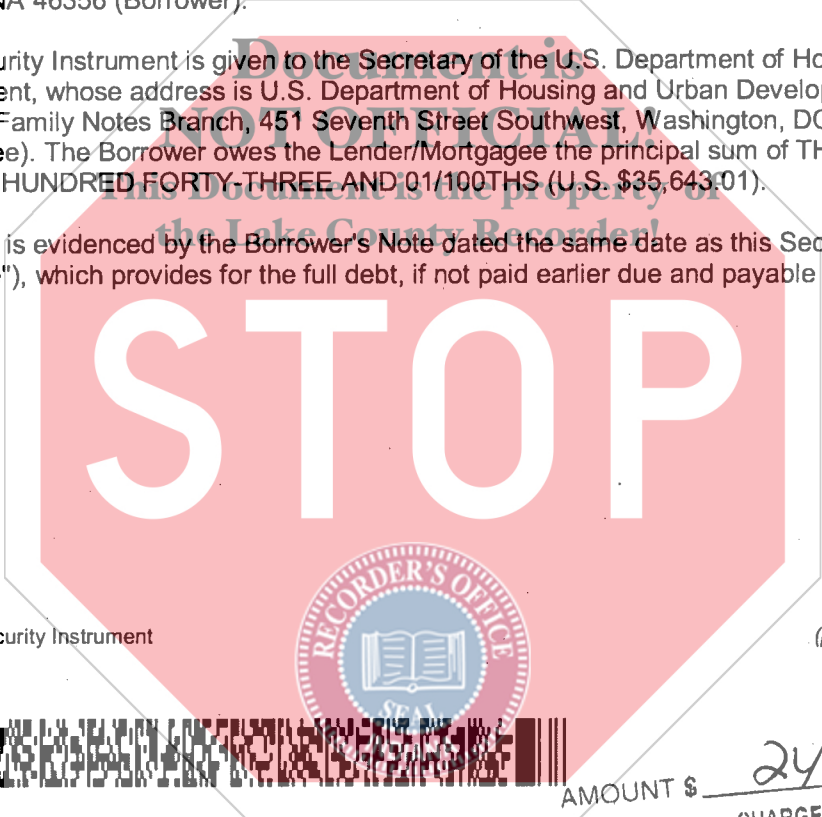 NA 46356 (Borrower).
urity Instrument is given to the Secretary of the U.S. Department of Ho
ent, whose address is U.S. Department of Housing and Urban Develo
Family Notes Branch, 451 Seventh Street Southwest, Washington, DC
e). The Borrower owes the Lender/Mortgagee the principal sum of TH
HUNDRED FORTY-THREE AND 01/100THS (U.S. $35,643.01).
is evidenced by the Borrower's Note dated the same date as this Sec
"), which provides for the full debt, if not paid earlier due and payable
Document is
NOT OFFICIAL!
This Document is the property of
the Lake County Recorder!
STOP
RECORDER'S OFFICE
SEAL
INDIANA
curity Instrument
AMOUNT $ 24
CHARGE